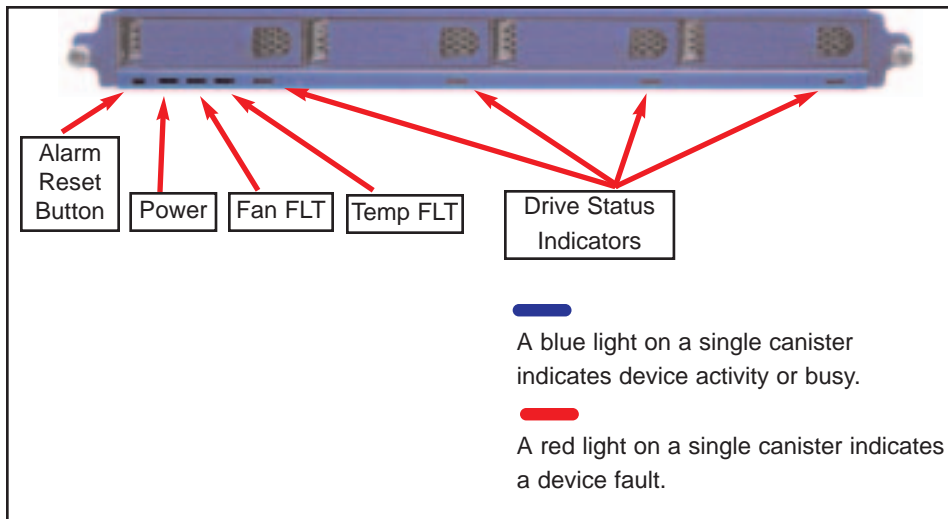 Alarm
Reset
Button
Power
Fan FLT
Temp FLT
Drive Status
Indicators
A blue light on a single canister
indicates device activity or busy.
A red light on a single canister indicates
a device fault.